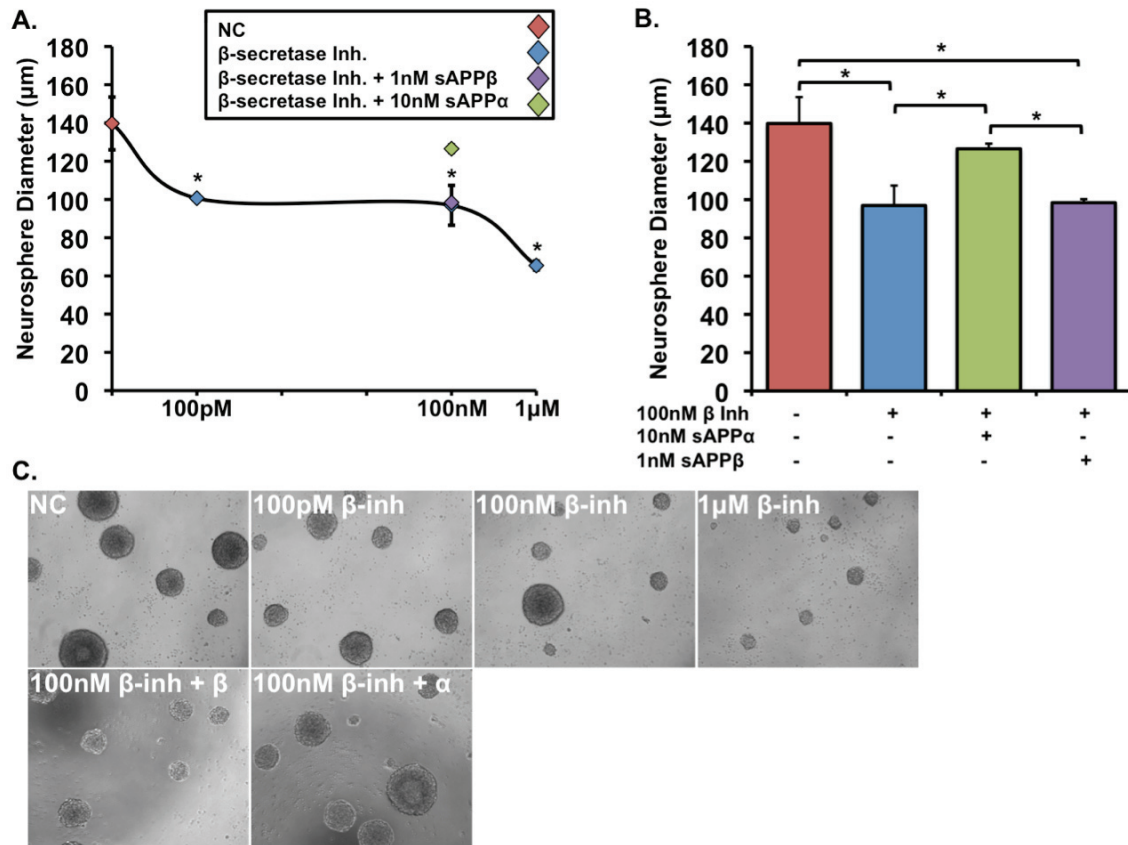 A.
NC
β-secretase Inh.
β-secretase Inh. + 1nM sAPPβ
β-secretase Inh. + 10nM sAPPα
Neurosphere Diameter (µm)
180
160
140
120
100
80
60
40
20
0
*
*
*
100pM
100nM
1µM
B.
Neurosphere Diameter (µm)
180
160
140
120
100
80
60
40
20
0
*
*
*
*
100nM β Inh - + + +
10nM sAPPα - - + -
1nM sAPPβ - - - +
C.
NC
100pM β-inh
100nM β-inh
1µM β-inh
100nM β-inh + β
100nM β-inh + α